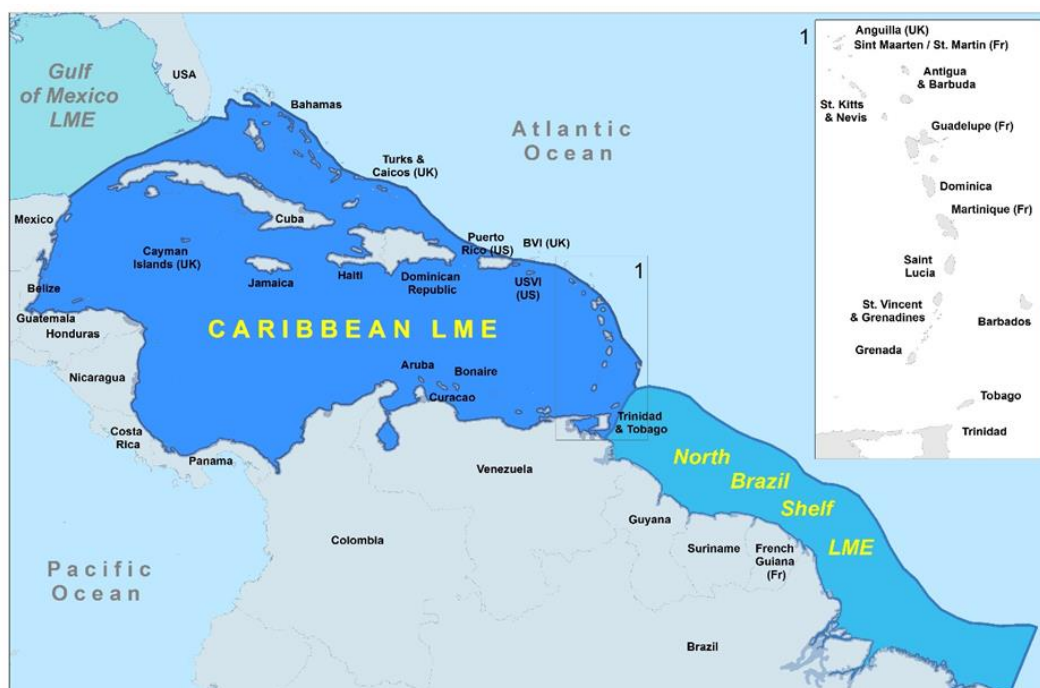 Gulf
of Mexico
LME
USA
Bahamas
Atlantic
Ocean
Turks &
Caicos (UK)
Mexico
Cuba
Cayman
Islands (UK)
Jamaica
Haiti
Dominican
Republic
Puerto
Rico (US)
BVI (UK)
USVI
(US)
1
Belize
Guatemala
Honduras
CARIBBEAN LME
Nicaragua
Aruba
Bonaire
Curacao
Costa
Rica
Panama
Trinidad
& Tobago
Venezuela
North
Brazil
Shelf
LME
Colombia
Guyana
Suriname
French
Guiana
(Fr)
Pacific
Ocean
Brazil
1
Anguilla (UK)
Sint Maarten / St. Martin (Fr)
Antigua
& Barbuda
St. Kitts
& Nevis
Guadelupe (Fr)
Dominica
Martinique (Fr)
Saint
Lucia
St. Vincent
& Grenadines
Barbados
Grenada
Tobago
Trinidad